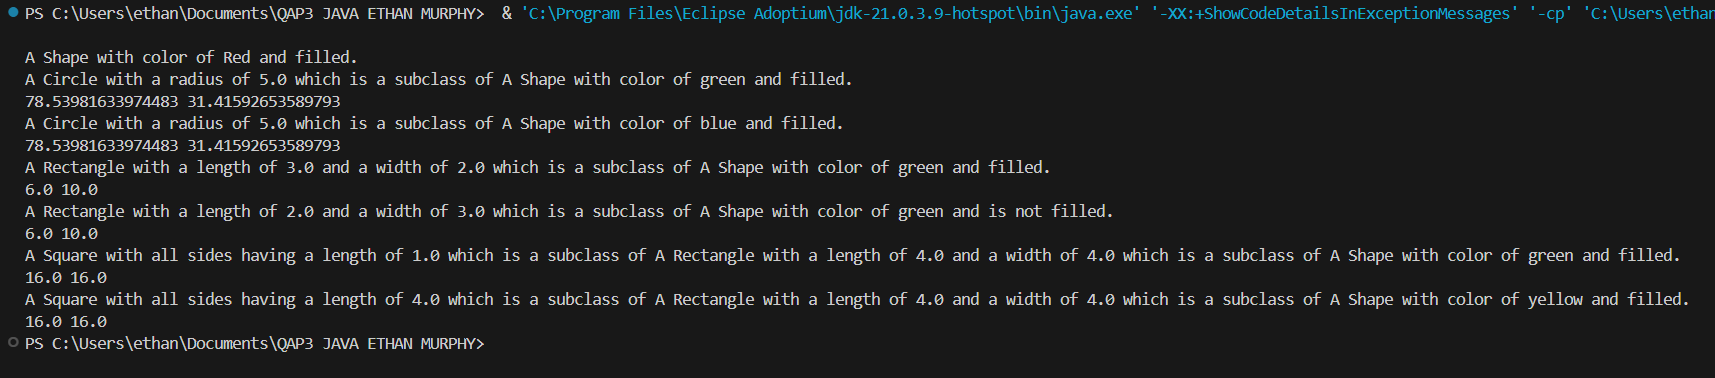 PS C:\Users\ethan\Documents\QAP3 JAVA ETHAN MURPHY>  & 'C:\Program Files\Eclipse Adoptium\jdk-21.0.3.9-hotspot\bin\java.exe' '-XX:+ShowCodeDetailsInExceptionMessages' '-cp' 'C:\Users\ethan
A Shape with color of Red and filled.
A Circle with a radius of 5.0 which is a subclass of A Shape with color of green and filled.
78.53981633974483 31.41592653589793
A Circle with a radius of 5.0 which is a subclass of A Shape with color of blue and filled.
78.53981633974483 31.41592653589793
A Rectangle with a length of 3.0 and a width of 2.0 which is a subclass of A Shape with color of green and filled.
6.0 10.0
A Rectangle with a length of 2.0 and a width of 3.0 which is a subclass of A Shape with color of green and is not filled.
6.0 10.0
A Square with all sides having a length of 1.0 which is a subclass of A Rectangle with a length of 4.0 and a width of 4.0 which is a subclass of A Shape with color of green and filled.
16.0 16.0
A Square with all sides having a length of 4.0 which is a subclass of A Rectangle with a length of 4.0 and a width of 4.0 which is a subclass of A Shape with color of yellow and filled.
16.0 16.0
PS C:\Users\ethan\Documents\QAP3 JAVA ETHAN MURPHY>